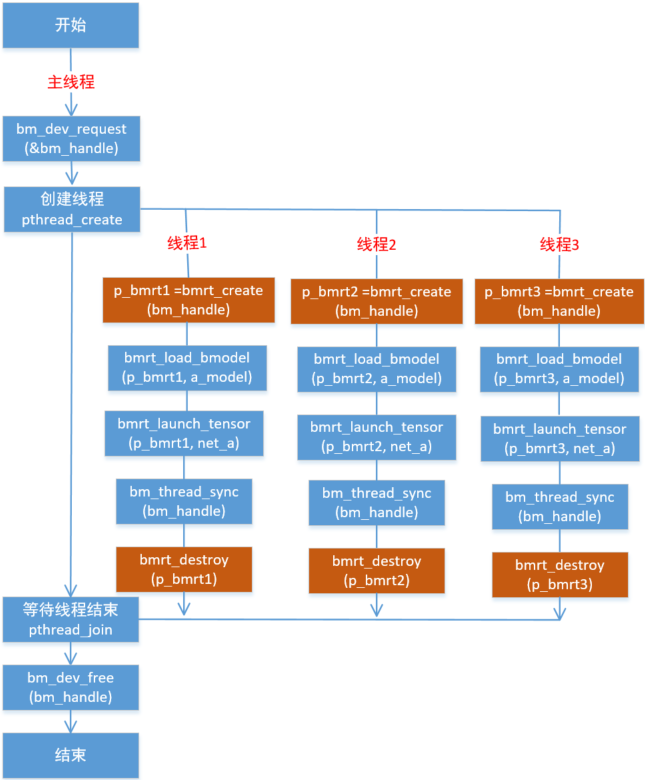 开始
主线程
bm_dev_request
(&bm_handle)
创建线程
pthread_create
线程1
p_bmrt1 =bmrt_create
(bm_handle)
bmrt_load_bmodel
(p_bmrt1, a_model)
bmrt_launch_tensor
(p_bmrt1, net_a)
bm_thread_sync
(bm_handle)
bmrt_destroy
(p_bmrt1)
线程2
p_bmrt2 =bmrt_create
(bm_handle)
bmrt_load_bmodel
(p_bmrt2, a_model)
bmrt_launch_tensor
(p_bmrt2, net_a)
bm_thread_sync
(bm_handle)
bmrt_destroy
(p_bmrt2)
线程3
p_bmrt3 =bmrt_create
(bm_handle)
bmrt_load_bmodel
(p_bmrt3, a_model)
bmrt_launch_tensor
(p_bmrt3, net_a)
bm_thread_sync
(bm_handle)
bmrt_destroy
(p_bmrt3)
等待线程结束
pthread_join
bm_dev_free
(bm_handle)
结束